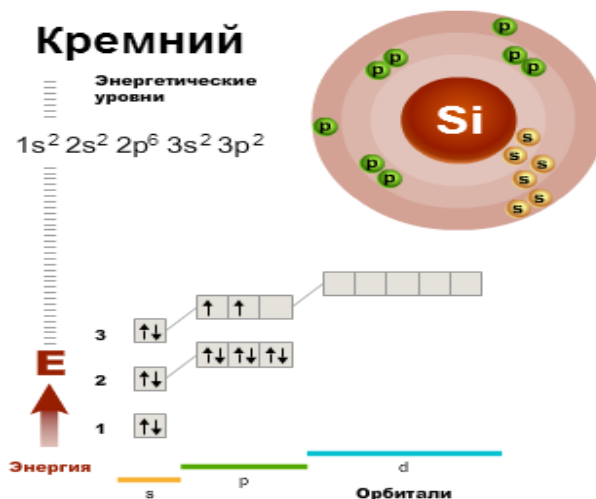 Кремний
Энергетические
уровни
1s² 2s² 2p⁶ 3s² 3p²
Si
p
p
p
p
p
p
p
p
s
s
s
s
s
s
3
↑↓
↑ ↑
2
↑↓
↑↓ ↑↓ ↑↓
1
↑↓
E
Энергия
s
p
d
Орбитали